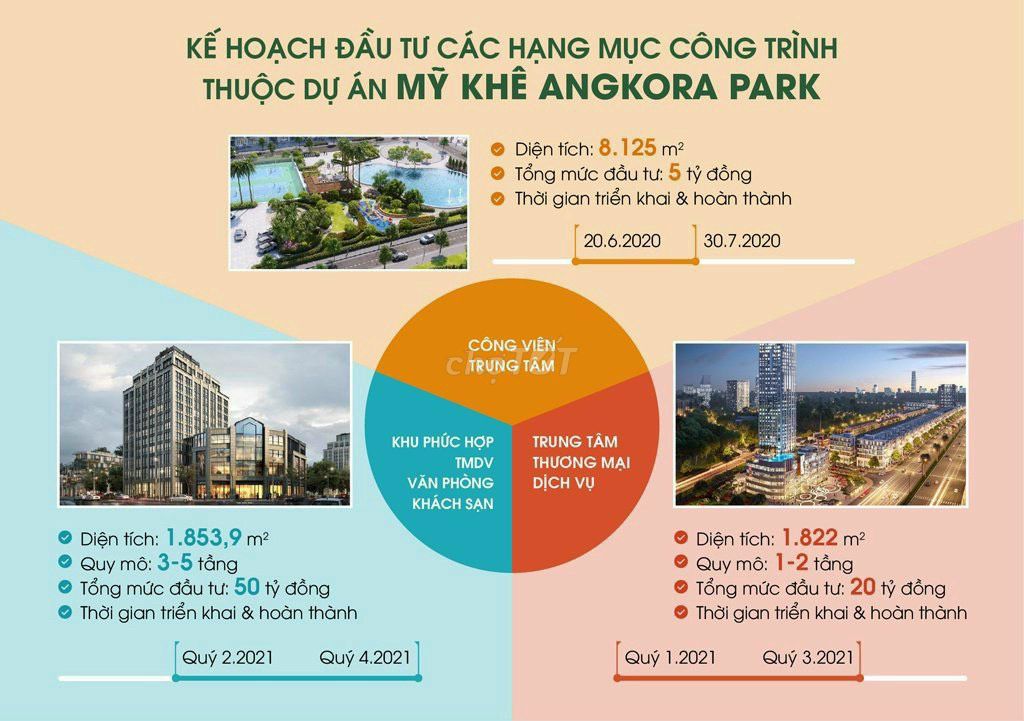 KẾ HOẠCH ĐẦU TƯ CÁC HẠNG MỤC CÔNG TRÌNH
THUỘC DỰ ÁN MỸ KHÊ ANGKORA PARK
Diện tích: 8.125 m²
Tổng mức đầu tư: 5 tỷ đồng
Thời gian triển khai & hoàn thành
20.6.2020 30.7.2020
CÔNG VIÊN
TRUNG TÂM
chợTỐT
KHU PHỨC HỢP
TMDV
VĂN PHÒNG
KHÁCH SẠN
TRUNG TÂM
THƯƠNG MẠI
DỊCH VỤ
Diện tích: 1.853,9 m²
Quy mô: 3-5 tầng
Tổng mức đầu tư: 50 tỷ đồng
Thời gian triển khai & hoàn thành
Quý 2.2021 Quý 4.2021
Diện tích: 1.822 m²
Quy mô: 1-2 tầng
Tổng mức đầu tư: 20 tỷ đồng
Thời gian triển khai & hoàn thành
Quý 1.2021 Quý 3.2021